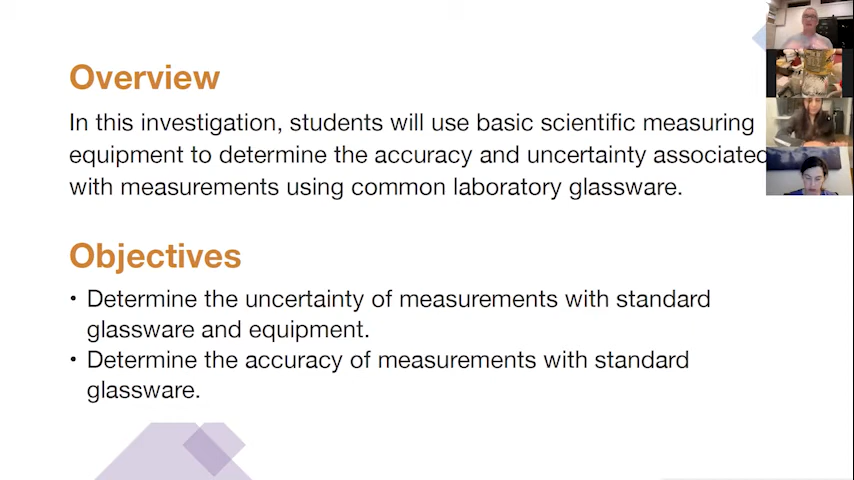 Overview
In this investigation, students will use basic scientific measuring
equipment to determine the accuracy and uncertainty associated
with measurements using common laboratory glassware.
Objectives
• Determine the uncertainty of measurements with standard
glassware and equipment.
• Determine the accuracy of measurements with standard
glassware.